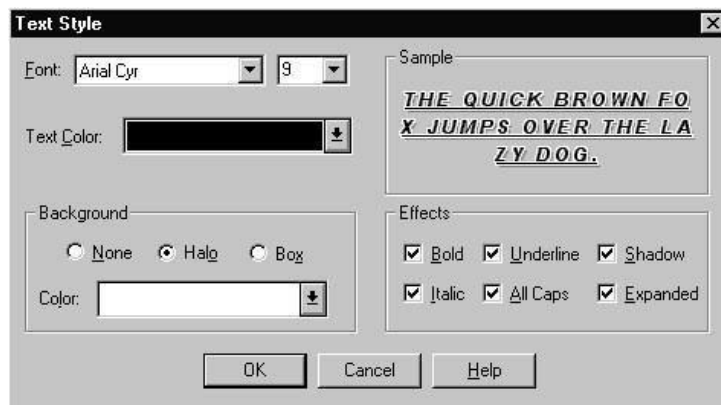 Text Style
Font: Arial Cyr 9
Text Color:
Sample
THE QUICK BROWN FO
X JUMPS OVER THE LA
ZY DOG.
Background
None Halo Box
Color:
Effects
Bold Underline Shadow
Italic All Caps Expanded
OK Cancel Help